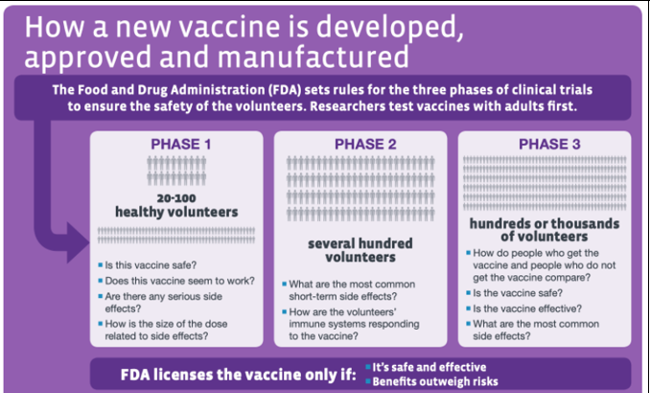 How a new vaccine is developed,
approved and manufactured
The Food and Drug Administration (FDA) sets rules for the three phases of clinical trials
to ensure the safety of the volunteers. Researchers test vaccines with adults first.
PHASE 1
20-100
healthy volunteers
Is this vaccine safe?
Does this vaccine seem to work?
Are there any serious side
effects?
How is the size of the dose
related to side effects?
PHASE 2
several hundred
volunteers
What are the most common
short-term side effects?
How are the volunteers'
immune systems responding
to the vaccine?
PHASE 3
hundreds or thousands
of volunteers
How do people who get the
vaccine and people who do not
get the vaccine compare?
Is the vaccine safe?
Is the vaccine effective?
What are the most common
side effects?
FDA licenses the vaccine only if:
It's safe and effective
Benefits outweigh risks